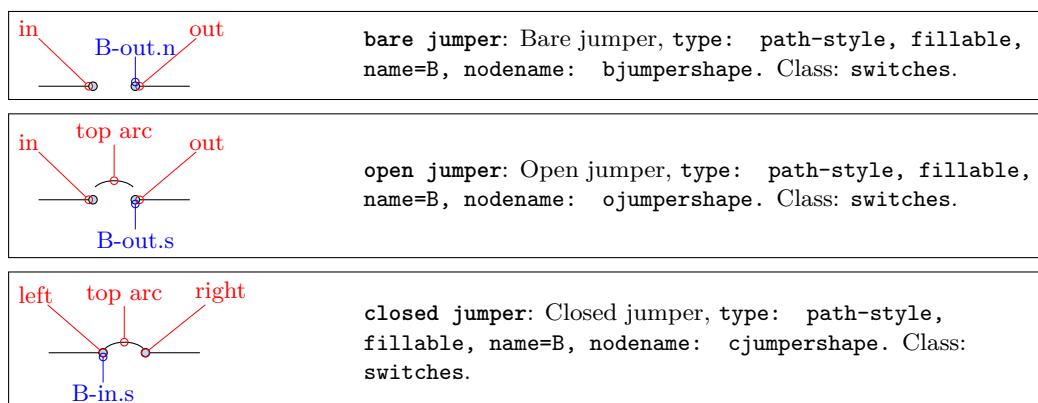 in
out
B-out.n
bare jumper: Bare jumper, type: path-style, fillable,
name=B, nodename: bjumpershape. Class: switches.
in
top arc
out
B-out.s
open jumper: Open jumper, type: path-style, fillable,
name=B, nodename: ojumpershape. Class: switches.
left
top arc
right
B-in.s
closed jumper: Closed jumper, type: path-style,
fillable, name=B, nodename: cjumpershape. Class:
switches.